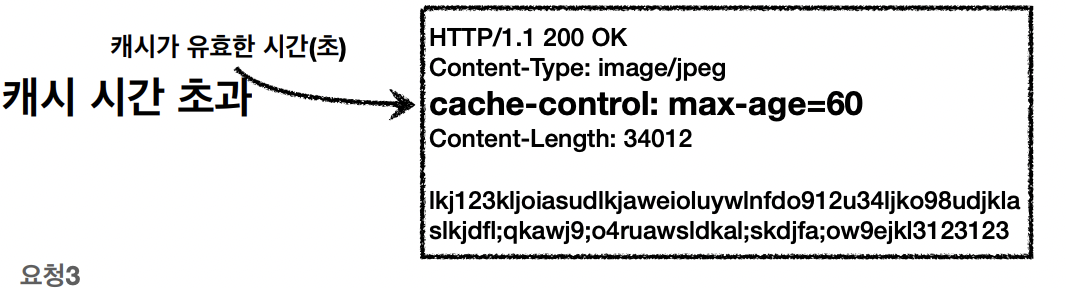 캐시가 유효한 시간(초)
캐시 시간 초과
HTTP/1.1 200 OK
Content-Type: image/jpeg
cache-control: max-age=60
Content-Length: 34012
lkj123kljoiasudlkjaweioluywlnfdo912u34ljko98udjkla
slkjdfl;qkawj9;o4ruawsldkal;skdjfa;ow9ejkl3123123
요청3